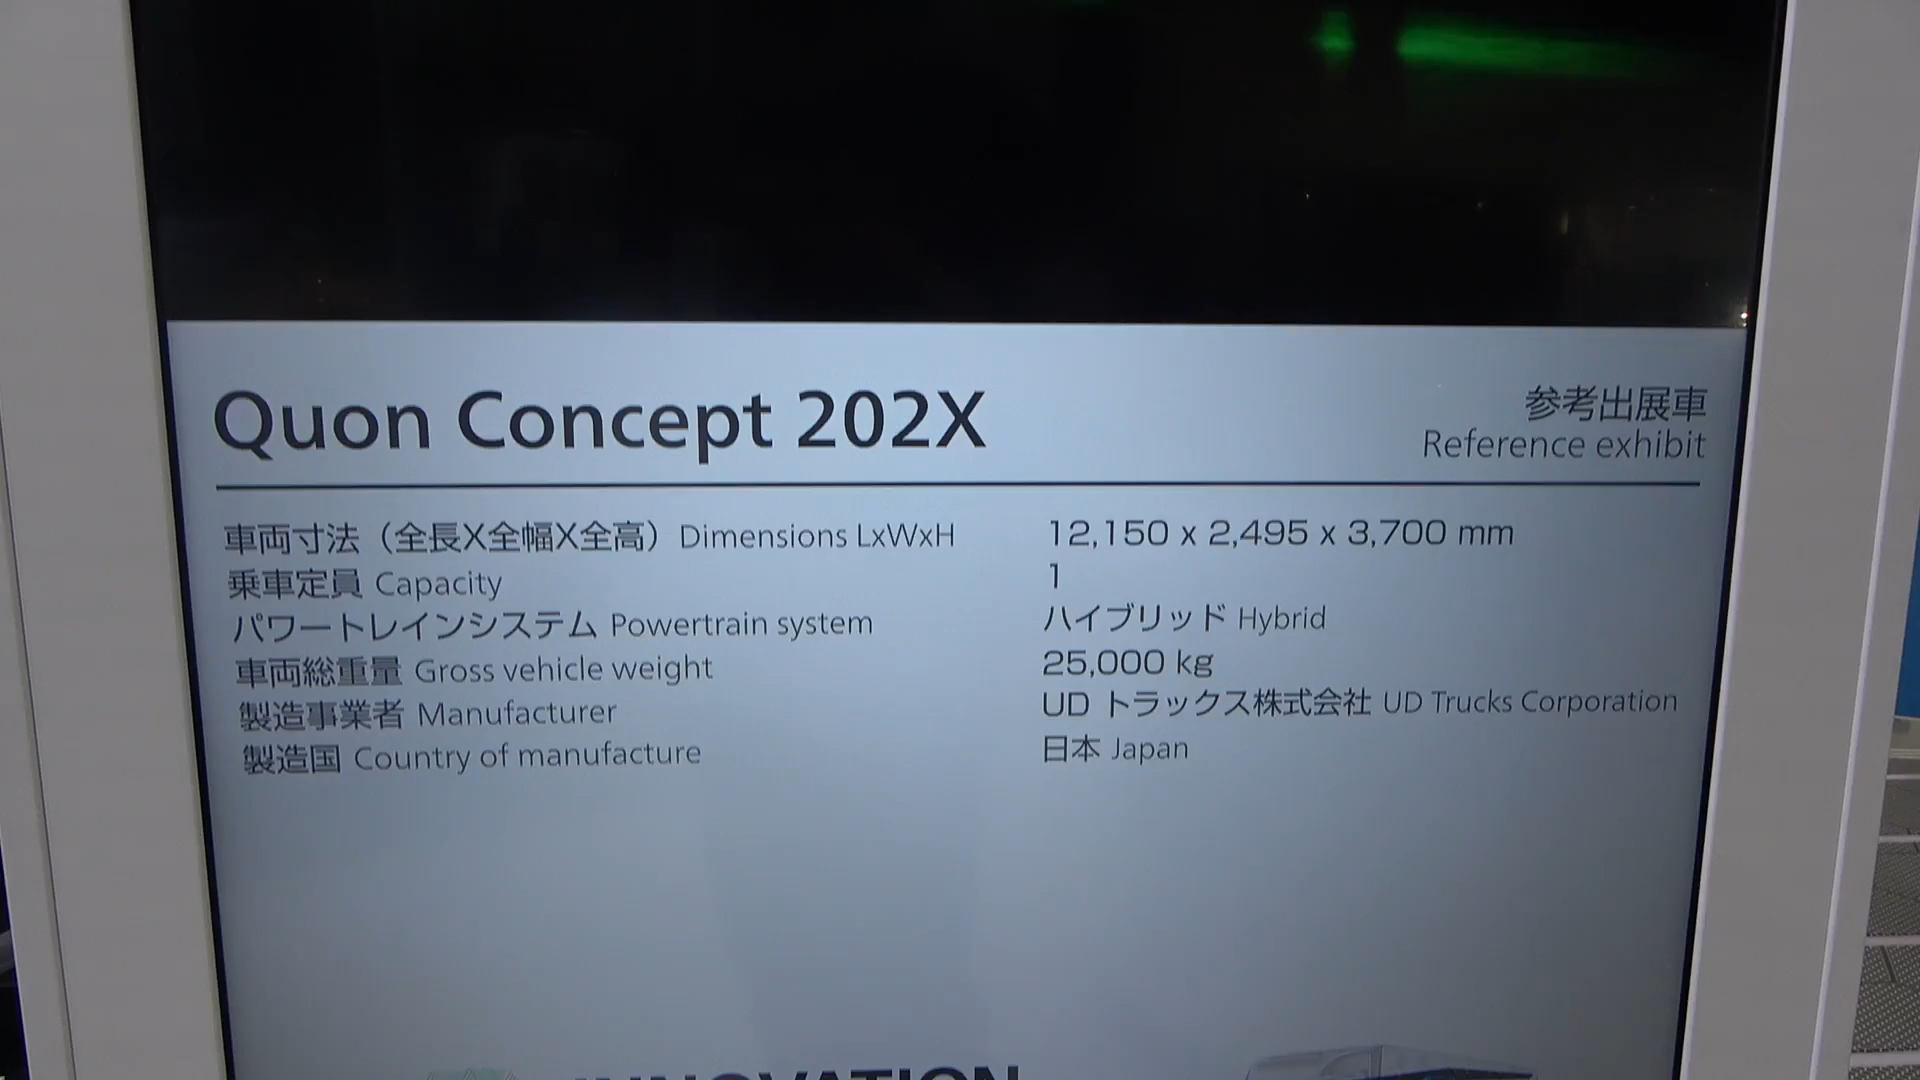 Quon Concept 202X
参考出展車
Reference exhibit
車両寸法（全長X全幅X全高）Dimensions LxWxH 12,150 x 2,495 x 3,700 mm
乗車定員 Capacity 1
パワートレインシステム Powertrain system ハイブリッド Hybrid
車両総重量 Gross vehicle weight 25,000 kg
製造事業者 Manufacturer UD トラックス株式会社 UD Trucks Corporation
製造国 Country of manufacture 日本 Japan
INNOVATION